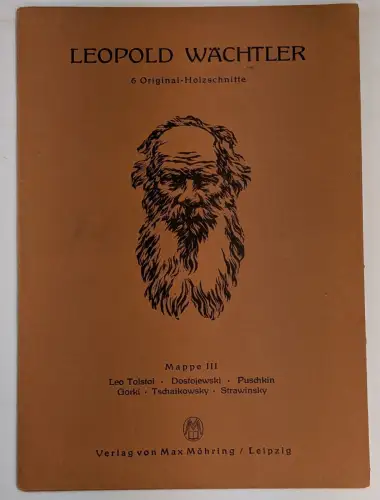 LEOPOLD WÄCHTLER
6 Original-Holzschnitte
Mappe III
Leo Tolstoi · Dostojewski · Puschkin
Gorki · Tschaikowsky · Strawinsky
Verlag von Max Möhring / Leipzig